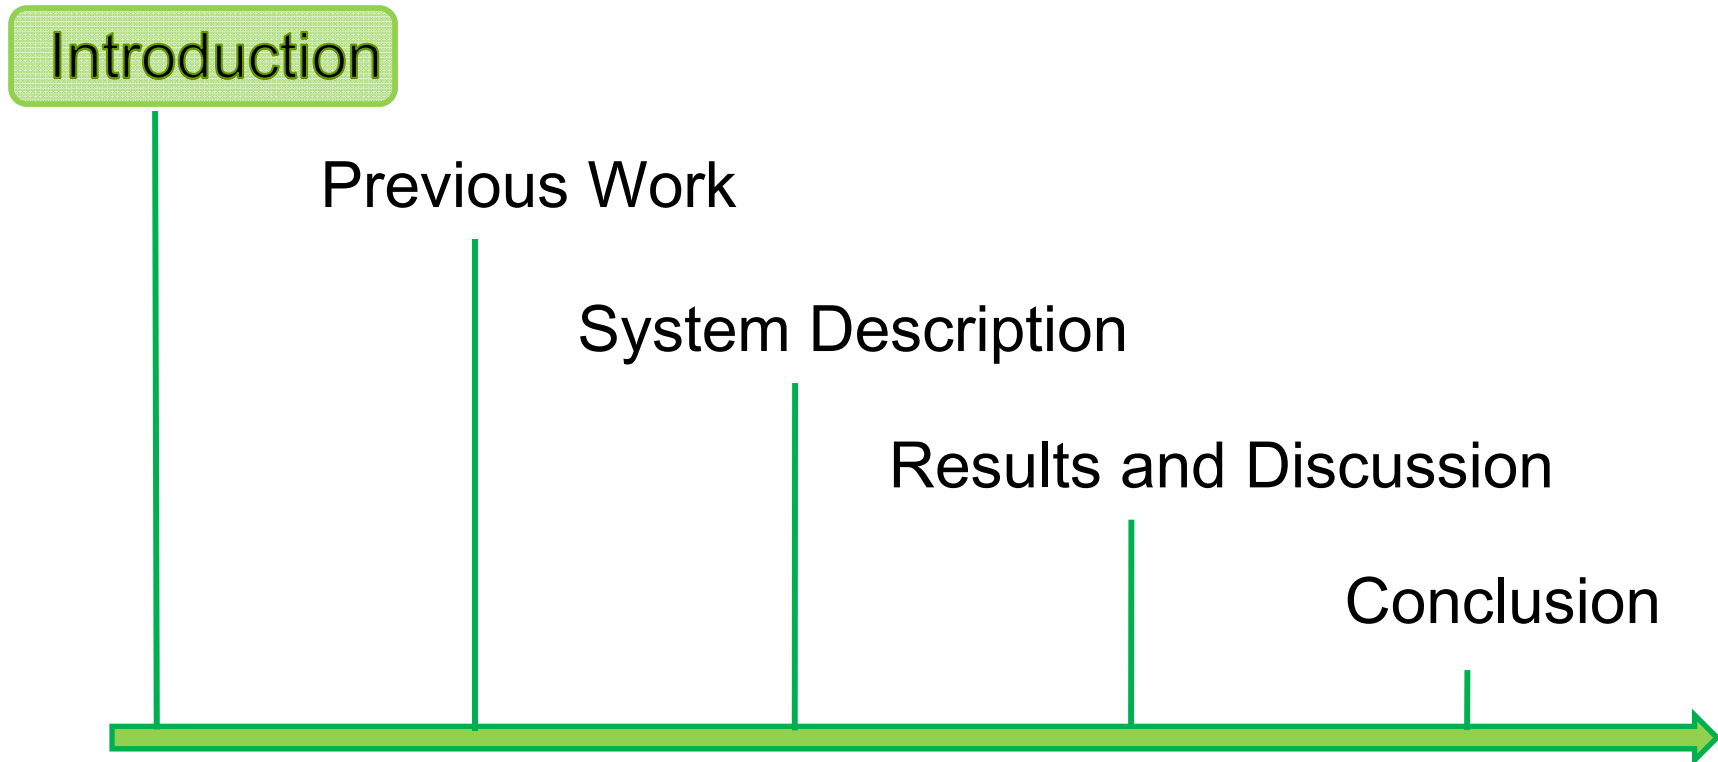 Introduction
Previous Work
System Description
Results and Discussion
Conclusion